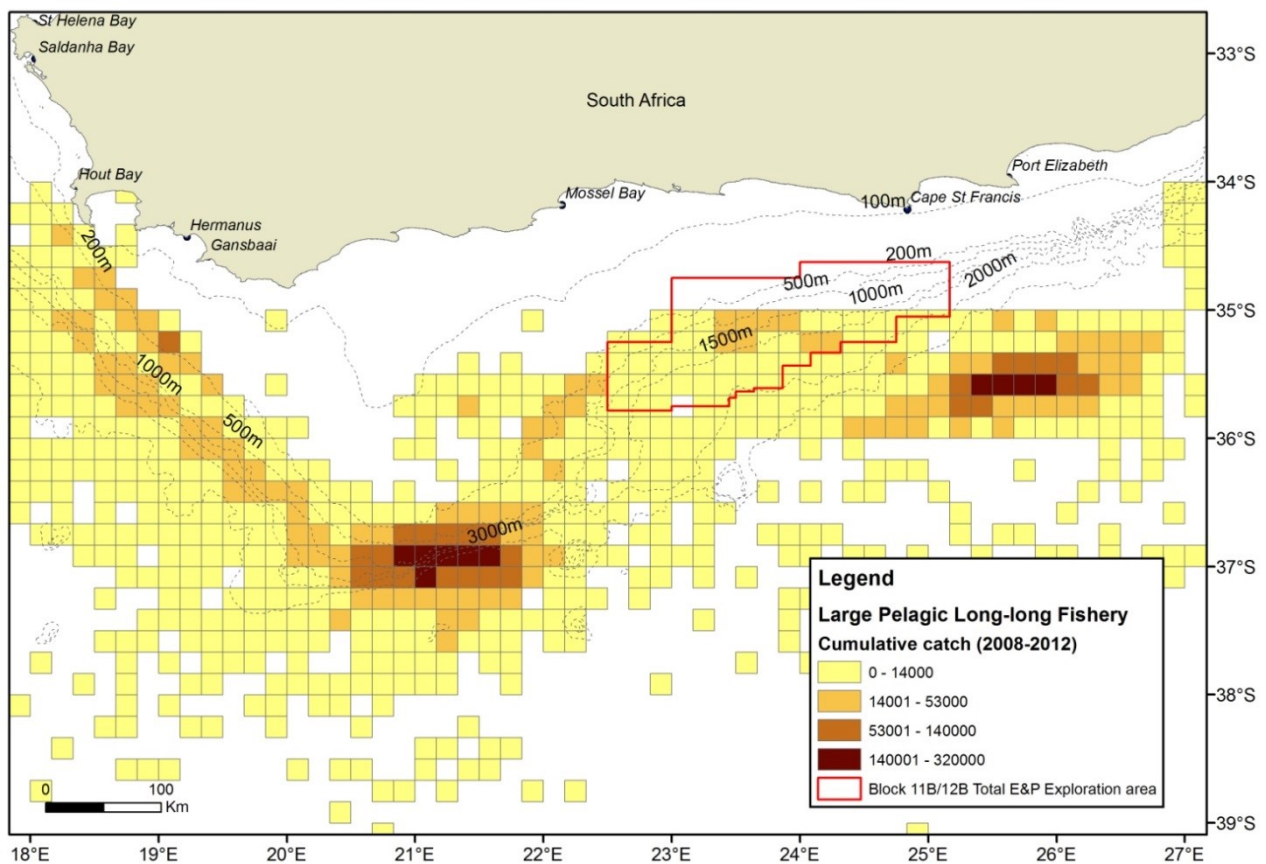 St Helena Bay
Saldanha Bay
33°S
South Africa
Hout Bay
Port Elizabeth
34°S
Mossel Bay
100m
Cape St Francis
Hermanus
Gansbaai
200m
200m
500m
1000m
2000m
35°S
1500m
1000m
500m
36°S
3000m
37°S
Legend
Large Pelagic Long-long Fishery
Cumulative catch (2008-2012)
0 - 14000
14001 - 53000
53001 - 140000
140001 - 320000
Block 11B/12B Total E&P Exploration area
38°S
0 100
Km
39°S
18°E 19°E 20°E 21°E 22°E 23°E 24°E 25°E 26°E 27°E